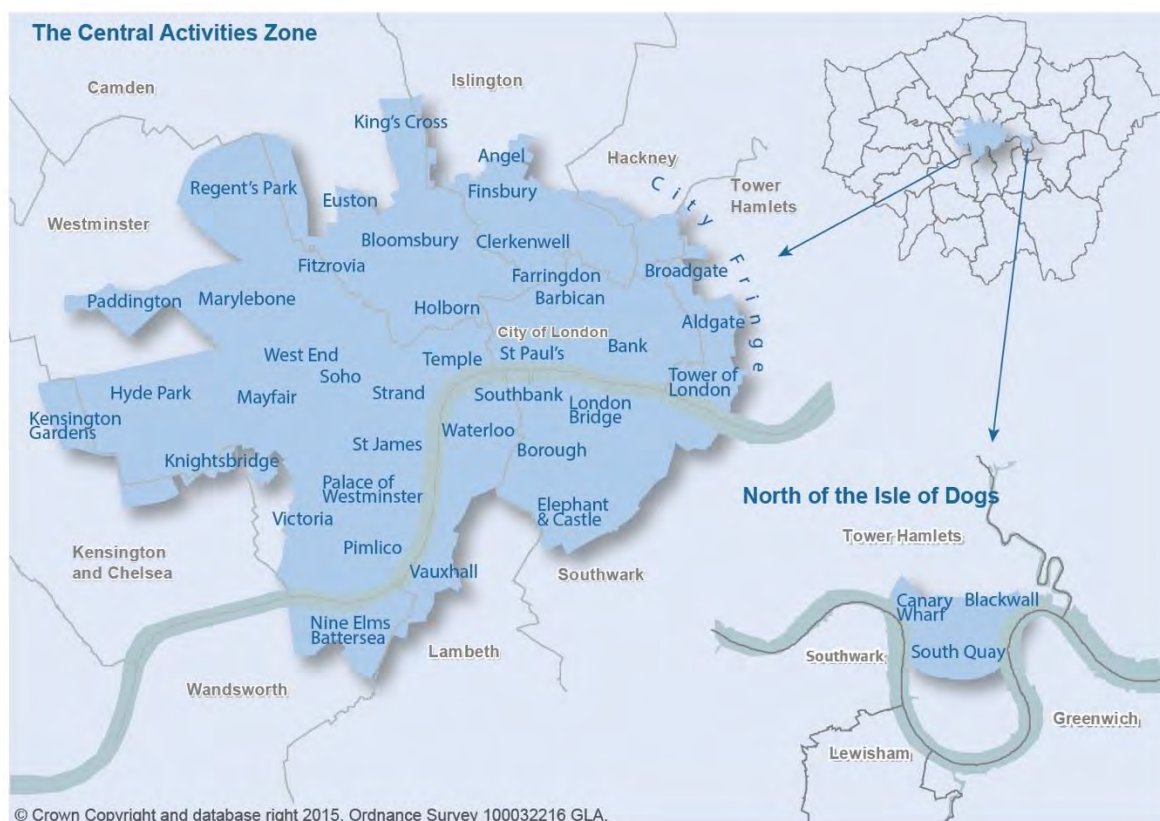 The Central Activities Zone
Islington
Camden
King's Cross
Angel
Hackney
Regent's Park
Finsbury
City Fringe
Tower
Hamlets
Euston
Westminster
Bloomsbury
Clerkenwell
Fitzrovia
Farringdon
Broadgate
Paddington
Marylebone
Barbican
Holborn
Aldgate
City of London
West End
Temple
St Paul's
Bank
Soho
Tower of
London
Hyde Park
Mayfair
Strand
Southbank
London
Bridge
Kensington
Gardens
Waterloo
St James
Borough
Knightsbridge
Palace of
Westminster
Elephant
& Castle
Victoria
Pimlico
Kensington
and Chelsea
Vauxhall
Southwark
Nine Elms
Battersea
Lambeth
Wandsworth
North of the Isle of Dogs
Tower Hamlets
Canary
Wharf
Blackwall
Southwark
South Quay
Greenwich
Lewisham
© Crown Copyright and database right 2015. Ordnance Survey 100032216 GLA.